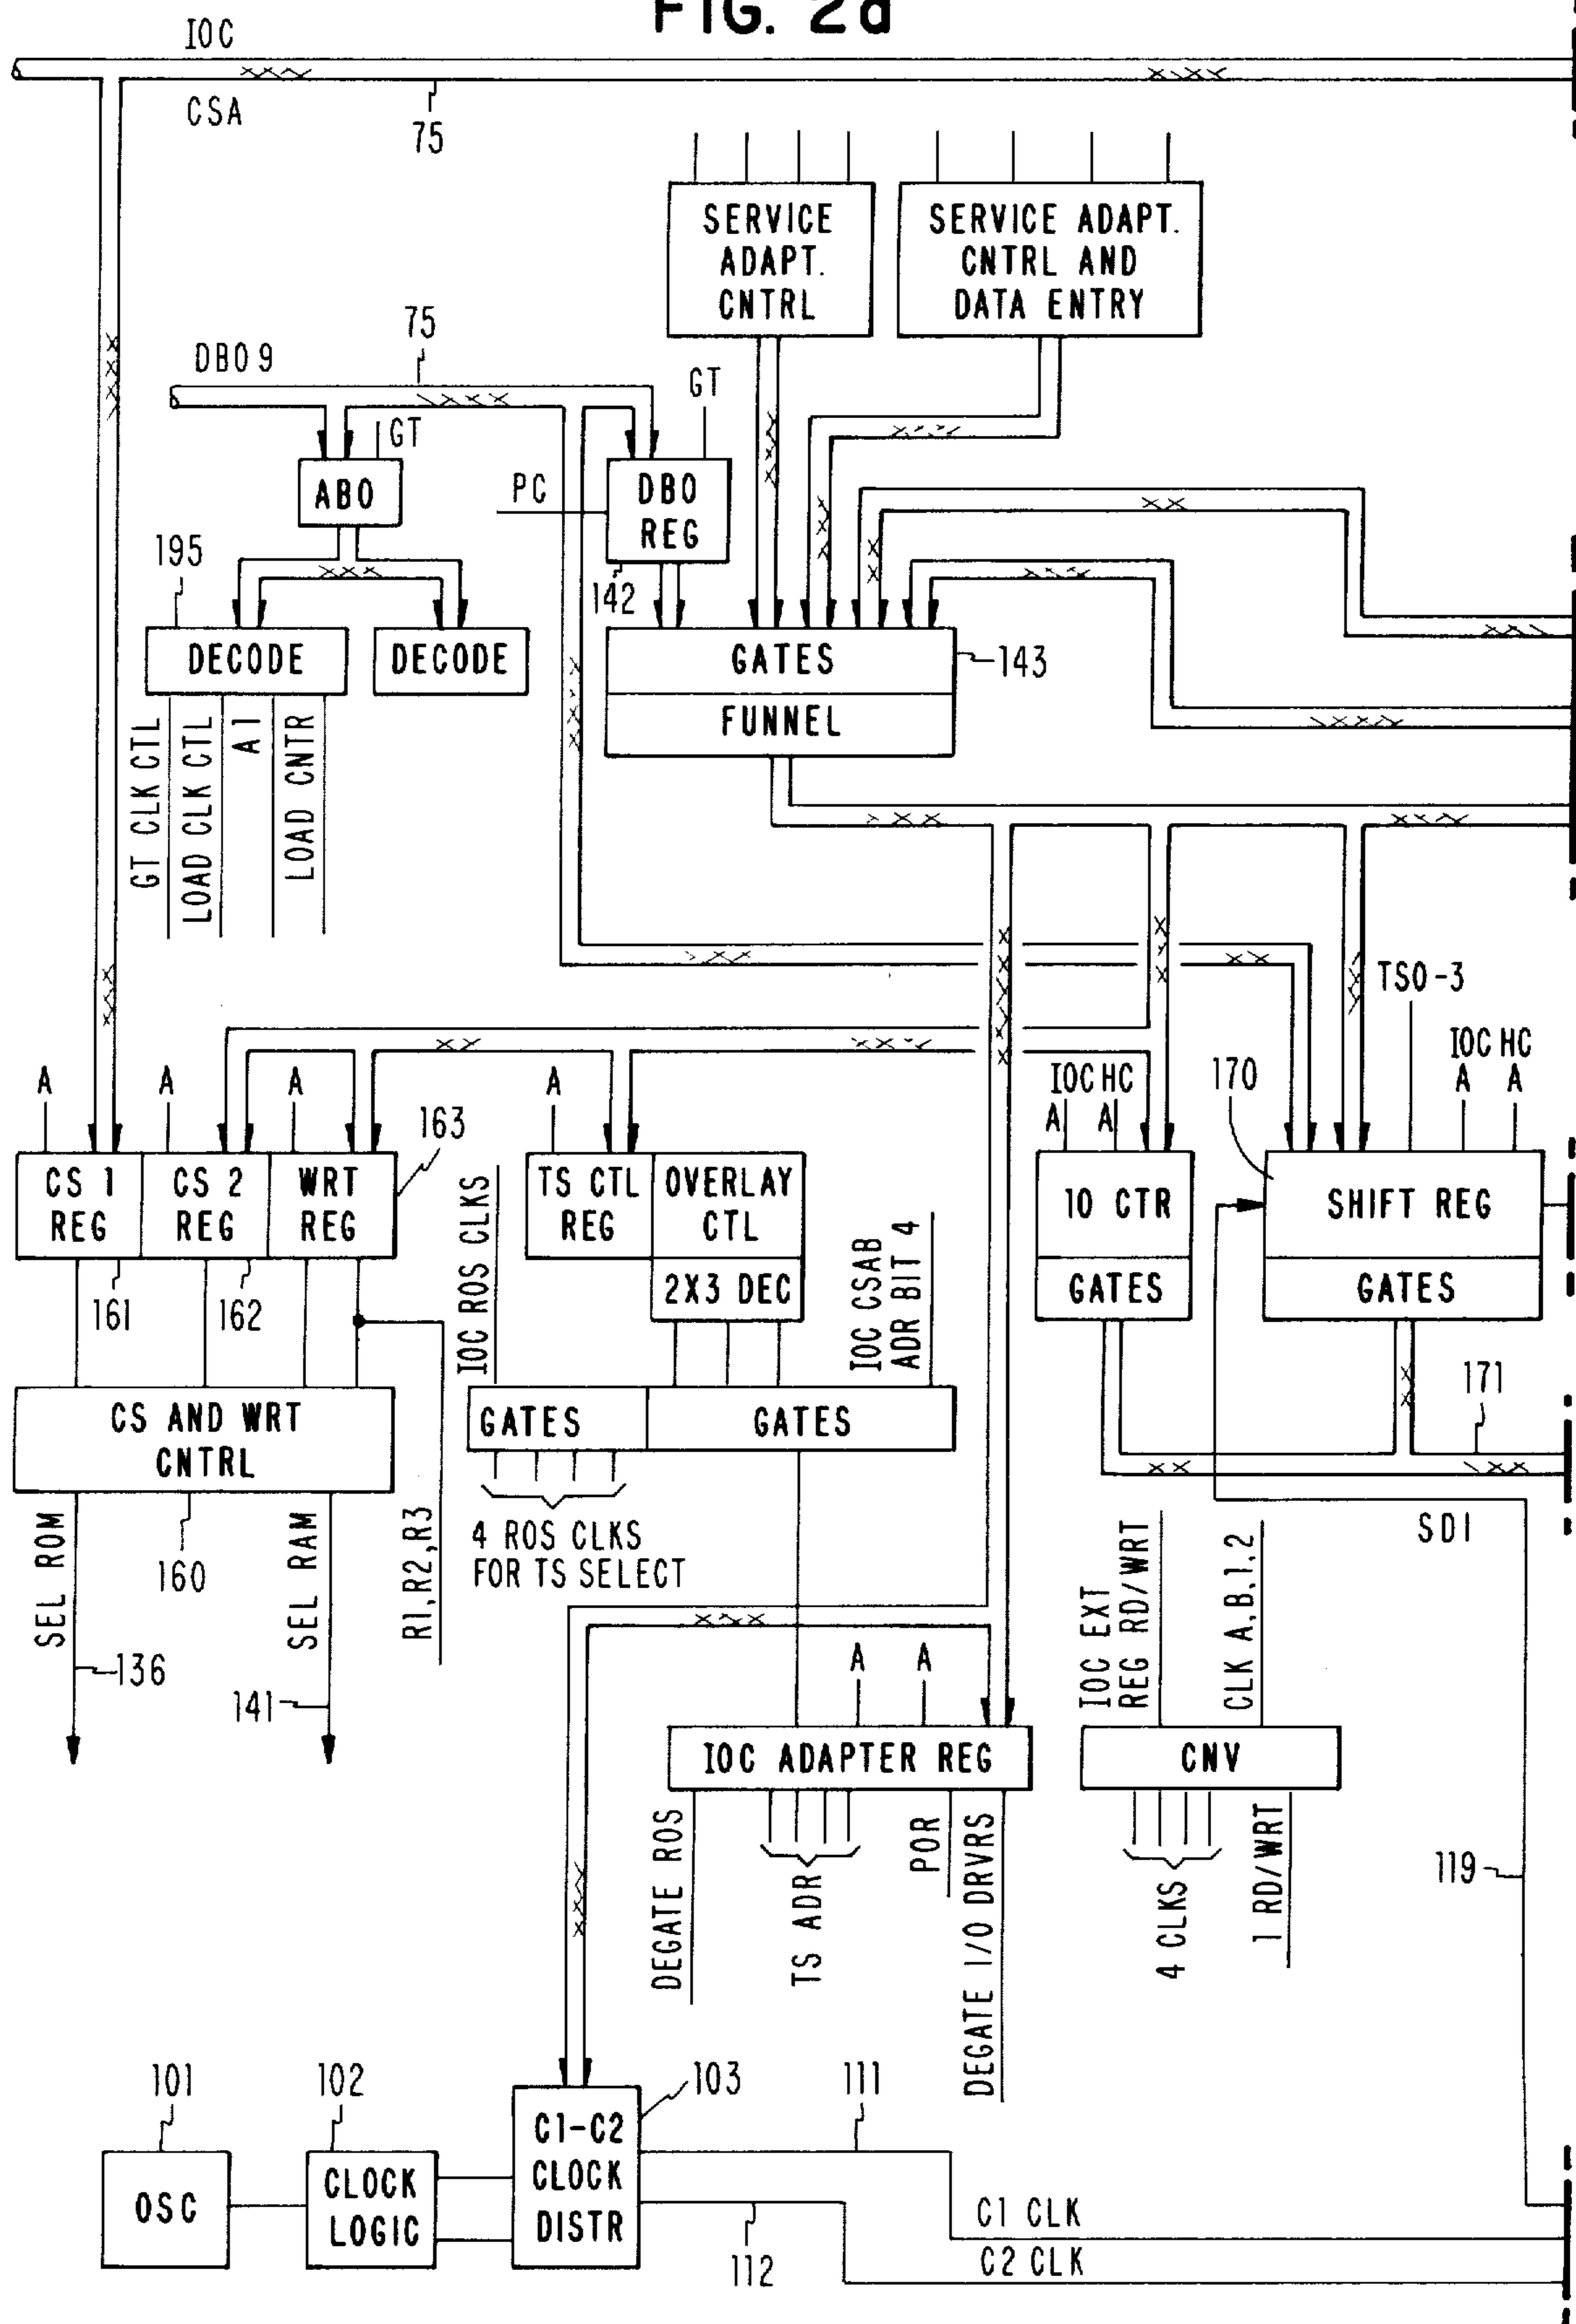 FIG. 2d
IOC
CSA
75
SERVICE
ADAPT.
CNTRL
SERVICE ADAPT.
CNTRL AND
DATA ENTRY
75
DBO 9
GT
GT
ABO
PC
DBO
REG
195
142
DECODE
DECODE
GATES
143
FUNNEL
GT CLK CTL
LOAD CLK CTL
A1
LOAD CNTR
TS0-3
IOC HC
A
A
A
A
A
A
IOC HC
A
A
170
163
CS 1
REG
CS 2
REG
WRT
REG
TS CTL
REG
OVERLAY
CTL
2X3 DEC
IO CTR
GATES
SHIFT REG
GATES
161
162
IOC ROS CLKS
IOC CSAB
ADR BIT 4
171
CS AND WRT
CNTRL
GATES
GATES
SEL ROM
160
SEL RAM
R1,R2,R3
4 ROS CLKS
FOR TS SELECT
SDI
IOC EXT
REG RD/WRT
CLK A,B,1,2
136
141
A
A
IOC ADAPTER REG
CNV
DEGATE ROS
TS ADR
POR
DEGATE I/O DRVRS
4 CLKS
1 RD/WRT
119
101
102
103
111
OSC
CLOCK
LOGIC
C1-C2
CLOCK
DISTR
112
C1 CLK
C2 CLK